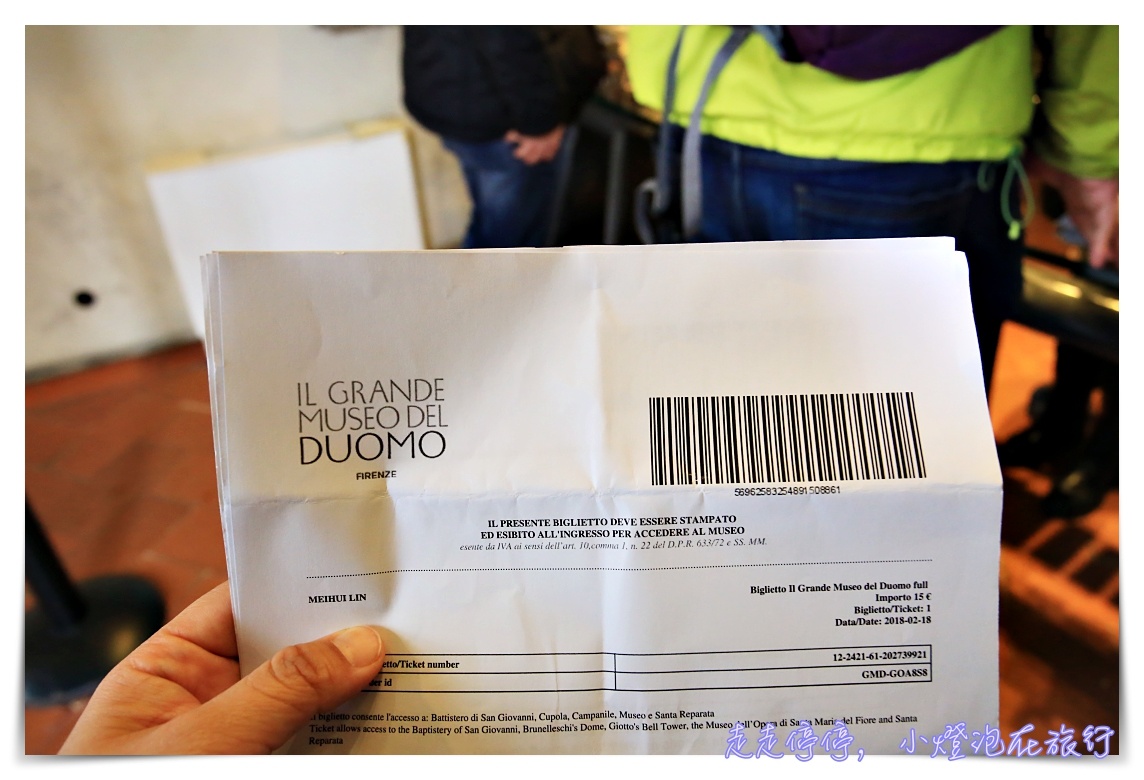 IL GRANDE
MUSEO DEL
DUOMO
FIRENZE
56962583254891508861
IL PRESENTE BIGLIETTO DEVE ESSERE STAMPATO
ED ESIBITO ALL'INGRESSO PER ACCEDERE AL MUSEO
esente da IVA ai sensi dell'art. 10,comma 1, n. 22 del D.P.R. 633/72 e SS. MM.
MEIHUI LIN
Biglietto Il Grande Museo del Duomo full
Importo 15 €
Biglietto/Ticket: 1
Data/Date: 2018-02-18
etto/Ticket number
12-2421-61-202739921
er id
GMD-GOA8S8
biglietto consente l'accesso a: Battistero di San Giovanni, Cupola, Campanile, Museo e Santa Reparata
Ticket allows access to the Baptistery of San Giovanni, Brunelleschi's Dome, Giotto's Bell Tower, the Museo dell'Opera di Santa Maria del Fiore and Santa
Reparata
走走停停, 小燈泡在旅行